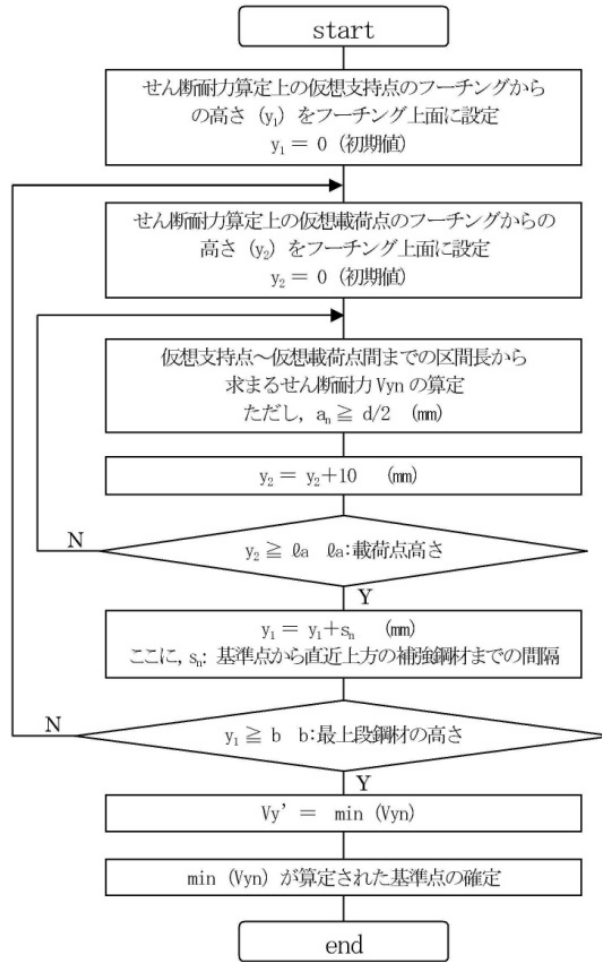 start
せん断耐力算定上の仮想支持点のフーチングから
の高さ (y₁) をフーチング上面に設定
y₁ = 0 (初期値)
せん断耐力算定上の仮想載荷点のフーチングからの
高さ (y₂) をフーチング上面に設定
y₂ = 0 (初期値)
仮想支持点～仮想載荷点間までの区間長から
求まるせん断耐力 Vyn の算定
ただし, aₙ ≧ d/2 (mm)
y₂ = y₂+10 (mm)
N
y₂ ≧ ℓa ℓa:載荷点高さ
Y
y₁ = y₁+sₙ (mm)
ここに, sₙ: 基準点から直近上方の補強鋼材までの間隔
N
y₁ ≧ b b:最上段鋼材の高さ
Y
Vy' = min (Vyn)
min (Vyn) が算定された基準点の確定
end